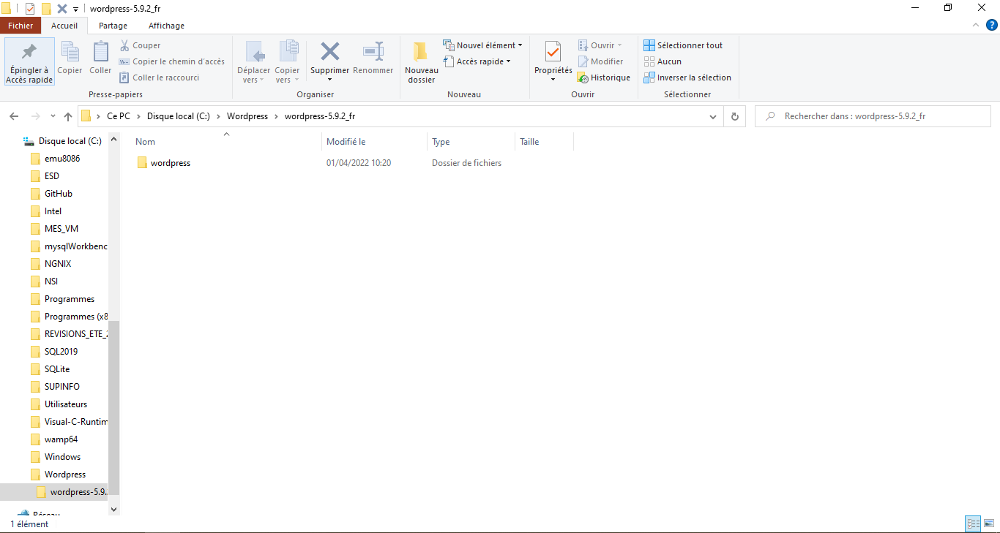 wordpress-5.9.2_fr
Fichier Accueil Partage Affichage
Épingler à Accès rapide
Copier
Coller
Couper
Copier le chemin d'accès
Coller le raccourci
Presse-papiers
Déplacer vers
Copier vers
Supprimer
Renommer
Organiser
Nouveau dossier
Nouvel élément
Accès rapide
Nouveau
Propriétés
Ouvrir
Modifier
Historique
Ouvrir
Sélectionner tout
Aucun
Inverser la sélection
Sélectionner
Ce PC > Disque local (C:) > Wordpress > wordpress-5.9.2_fr
Rechercher dans : wordpress-5.9.2_fr
Disque local (C:)
emu8086
ESD
GitHub
Intel
MES_VM
mysqlWorkbenc
NGNIX
NSI
Programmes
Programmes (x8
REVISIONS_ETE_2
SQL2019
SQLite
SUPINFO
Utilisateurs
Visual-C-Runtim
wamp64
Windows
Wordpress
wordpress-5.9.
Réseau
Nom Modifié le Type Taille
wordpress 01/04/2022 10:20 Dossier de fichiers
1 élément